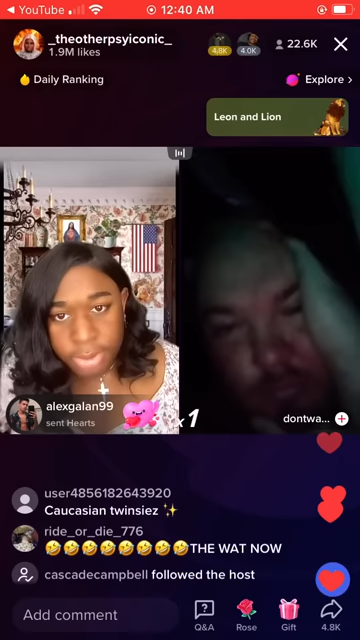 YouTube
12:40 AM
_theotherpsyiconic_
1.9M likes
4.8K
4.0K
22.6K
Daily Ranking
Explore >
Leon and Lion
alexgalan99
sent Hearts
x1
dontwa...
user4856182643920
Caucasian twinsiez ✨
ride_or_die_776
🤣🤣🤣🤣🤣🤣🤣🤣THE WAT NOW
cascadecampbell followed the host
Add comment
Q&A
Rose
Gift
4.8K